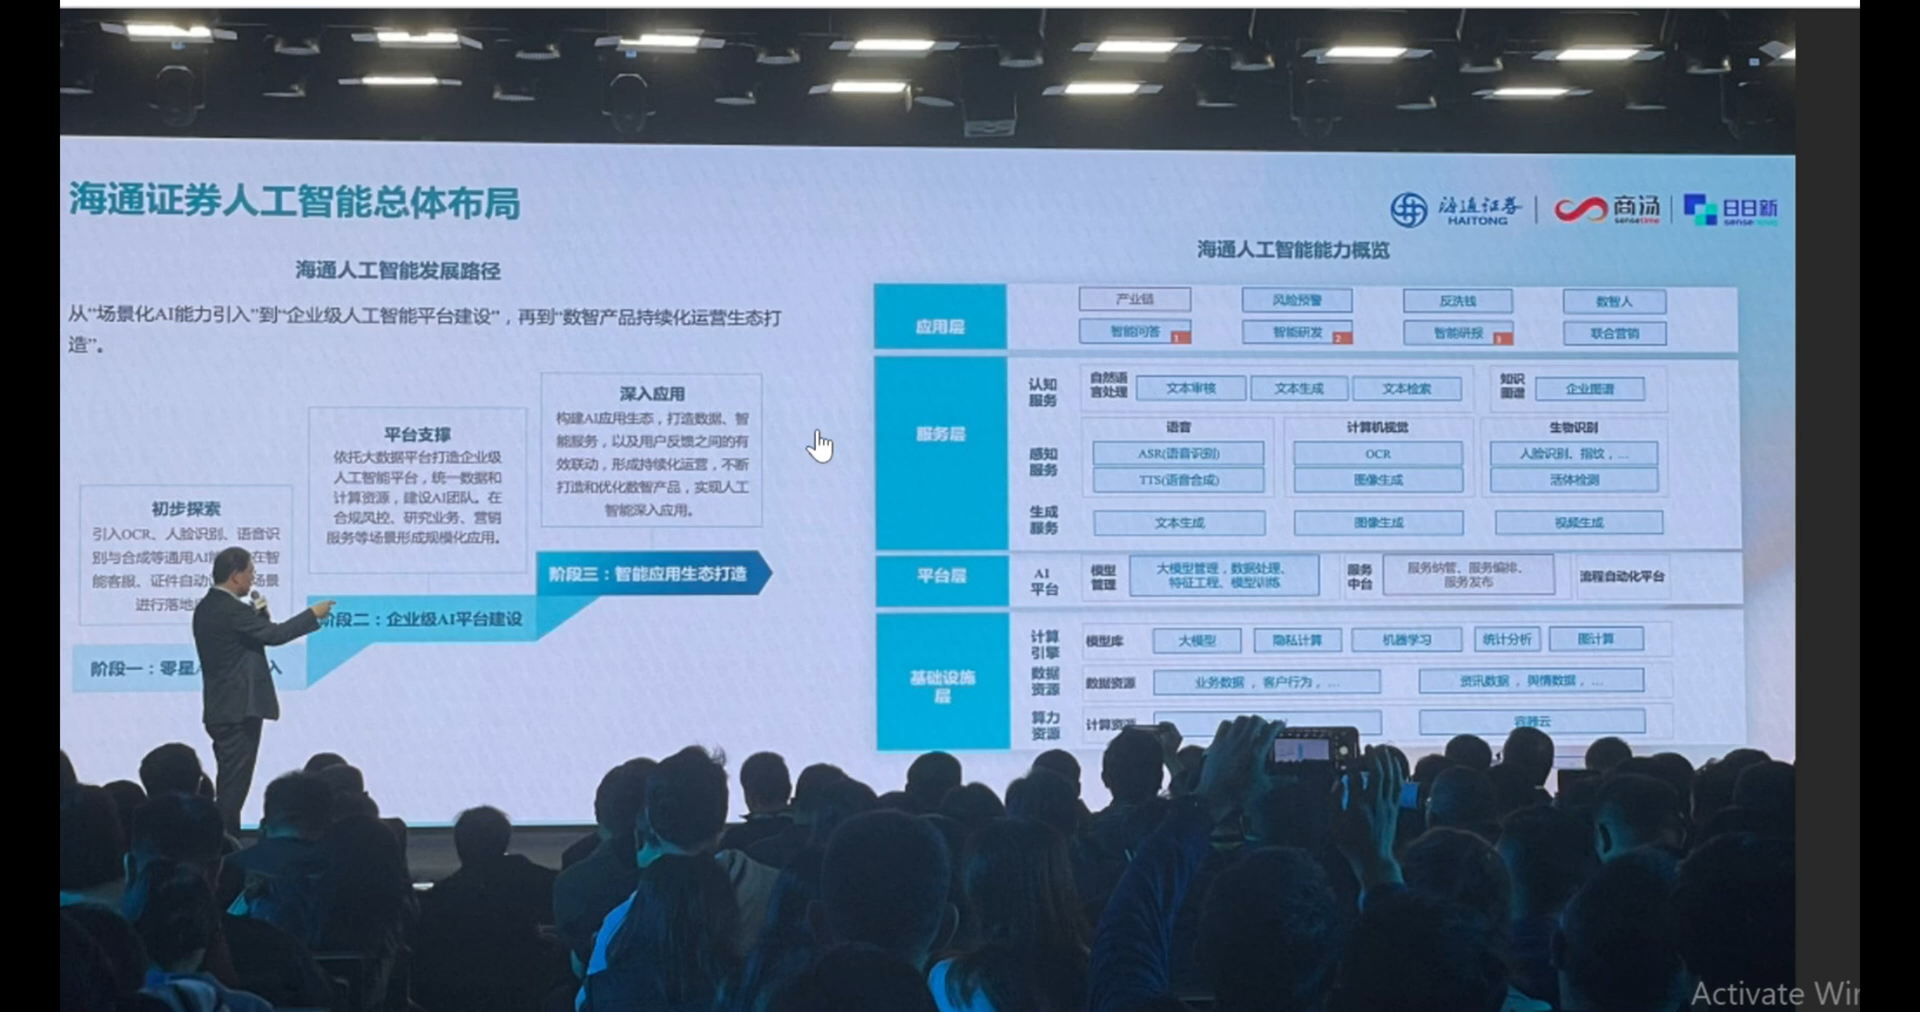 海通证券人工智能总体布局
海通证券
HAITONG
商汤
sensetime
日日新
海通人工智能发展路径
从“场景化AI能力引入”到“企业级人工智能平台建设”，再到“数智产品持续化运营生态打
造”。
深入应用
构建AI应用生态，打造数据、智
能服务，以及用户反馈之间的有
效联动，形成持续化运营，不断
打造和优化数智产品，实现人工
智能深入应用。
平台支撑
依托大数据平台打造企业级
人工智能平台，统一数据和
计算资源，建设AI团队。在
合规风控、研究业务、营销
服务等场景形成规模化应用。
初步探索
引入OCR、人脸识别、语音识
别与合成等通用AI 在智
能客服、证件自动 场景
进行落地
阶段一：零星
阶段二：企业级AI平台建设
阶段三：智能应用生态打造
海通人工智能能力概览
应用层
产业链 风险预警 反洗钱 数智人
智能问答 1 智能研发 2 智能研报 3 联合营销
服务层
认知
服务
自然语
言处理
文本审核 文本生成 文本检索
知识
图谱
企业图谱
感知
服务
语音 计算机视觉 生物识别
ASR(语音识别) OCR 人脸识别、指纹，...
TTS(语音合成) 图像生成 活体检测
生成
服务
文本生成 图像生成 视频生成
平台层
AI
平台
模型
管理
大模型管理，数据处理、
特征工程、模型训练
服务
中台
服务纳管、服务编排、
服务发布
流程自动化平台
基础设施
层
计算
引擎
模型库
大模型 隐私计算 机器学习 统计分析 图计算
数据
资源
数据资源
业务数据，客户行为，... 资讯数据，舆情数据，...
算力
资源
计算资源
容器云
Activate Wi